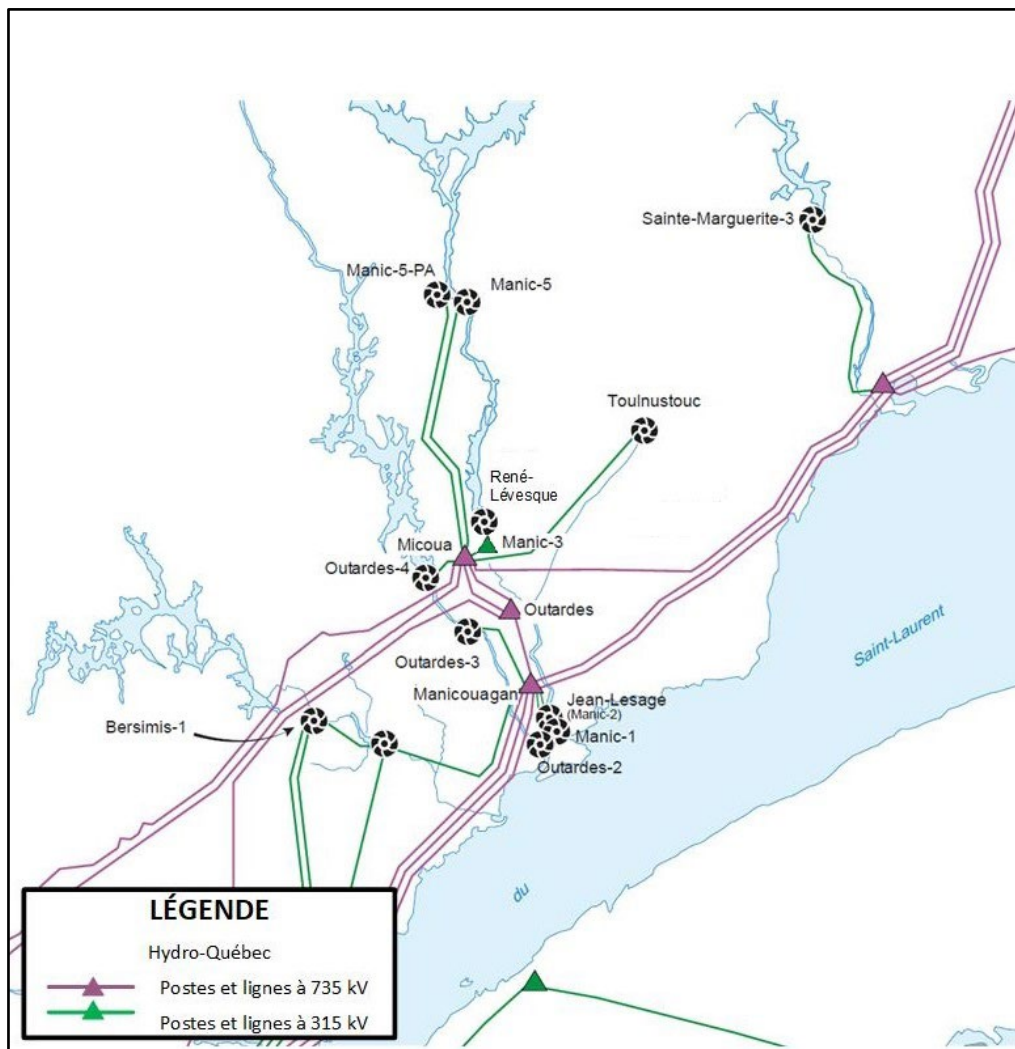 Sainte-Marguerite-3
Manic-5-PA
Manic-5
Toulnustouc
René-
Lévesque
Micoua
Manic-3
Outardes-4
Outardes
Outardes-3
Manicouagan
Jean-Lesage
(Manic-2)
Bersimis-1
Manic-1
Outardes-2
Saint-Laurent
du
LÉGENDE
Hydro-Québec
Postes et lignes à 735 kV
Postes et lignes à 315 kV